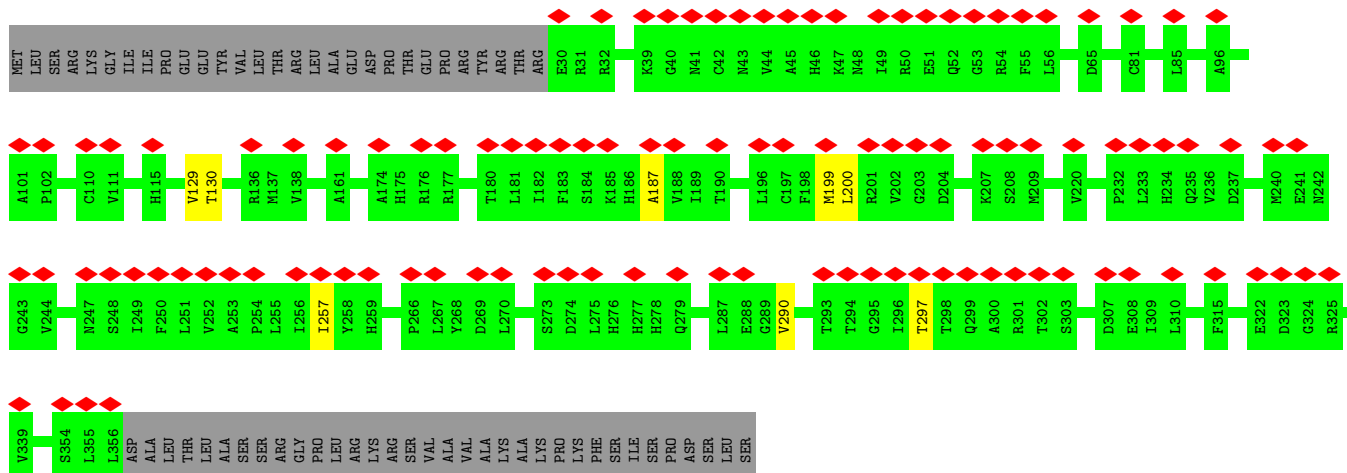 MET LEU SER ARG LYS GLY ILE ILE PRO GLU GLU TYR VAL LEU THR ARG LEU ALA GLU ASP PRO THR GLU PRO ARG TYR ARG THR ARG E30 R31 R32 K39 G40 N41 C42 N43 V44 A45 H46 K47 N48 I49 R50 E51 Q52 G53 R54 F55 L56 D65 C81 L85 A96
A101 P102 C110 V111 H115 V129 T130 R136 M137 V138 A161 A174 H175 R176 R177 T180 L181 I182 F183 S184 K185 H186 A187 V188 I189 T190 L196 C197 F198 M199 L200 R201 V202 G203 D204 K207 S208 M209 V220 P232 L233 H234 Q235 V236 D237 M240 E241 N242
G243 V244 N247 S248 I249 F250 L251 V252 A253 P254 L255 I256 I257 Y258 H259 P266 L267 Y268 D269 L270 S273 D274 L275 H276 H277 H278 Q279 L287 E288 G289 V290 T293 T294 G295 I296 T297 T298 Q299 A300 R301 T302 S303 D307 E308 I309 L310 F315 E322 D323 G324 R325
V339 S354 L355 L356 ASP ALA LEU THR LEU ALA SER SER ARG GLY PRO LEU ARG LYS ARG SER VAL ALA VAL ALA LYS ALA LYS PRO LYS PHE SER ILE SER PRO ASP SER LEU SER